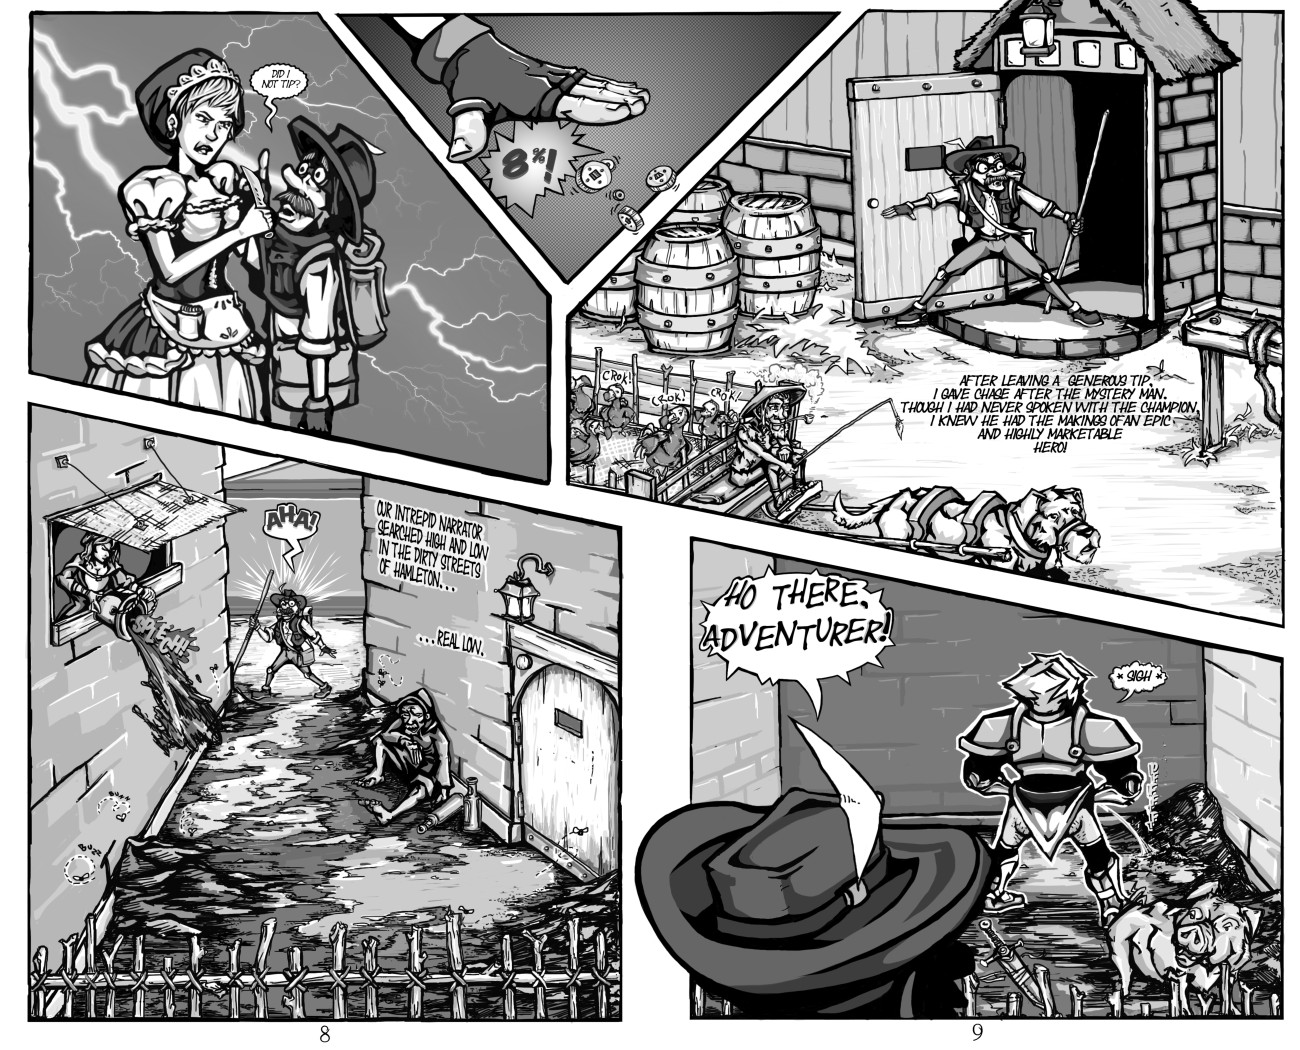 DID I
NOT TIP?
8%!
AFTER LEAVING A GENEROUS TIP,
I GAVE CHASE AFTER THE MYSTERY MAN.
THOUGH I HAD NEVER SPOKEN WITH THE CHAMPION,
I KNEW HE HAD THE MAKINGS OF AN EPIC
AND HIGHLY MARKETABLE
HERO!
CROK!
CROK!
CROK!
AHA!
OUR INTREPID NARRATOR
SEARCHED HIGH AND LOW
IN THE DIRTY STREETS
OF HAMLETON...
...REAL LOW.
BUZZ
BUZZ
HO THERE,
ADVENTURER!
* SIGH *
8
9